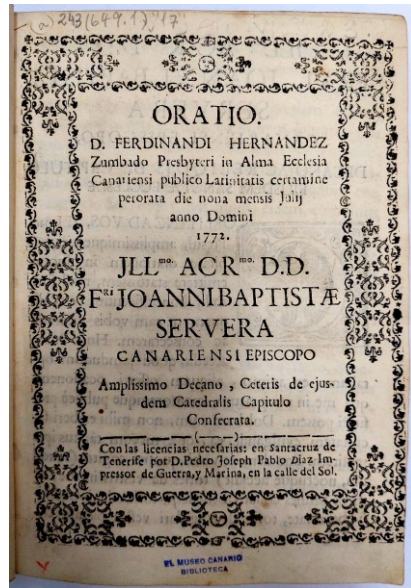 (a) 243(649.1),17
ORATIO.
D. FERDINANDI HERNANDEZ
Zumbado Presbyteri in Alma Ecclesia
Canariensi publico Latinitatis certamine
perorata die nona mensis Julij
anno Domini
1772.
JLL.mo. AC R.mo. D.D.
F.RI JOANNI BAPTISTÆ
SERVERA
CANARIENSI EPISCOPO
Amplissimo Decano , Ceteris de ejus-
dem Catedralis Capitulo
Consecrata.
Con las licencias necesarias: en Santacruz de
Tenerife por D. Pedro Joseph Pablo Diaz Im-
pressor de Guerra, y Marina, en la calle del Sol.
EL MUSEO CANARIO
BIBLIOTECA